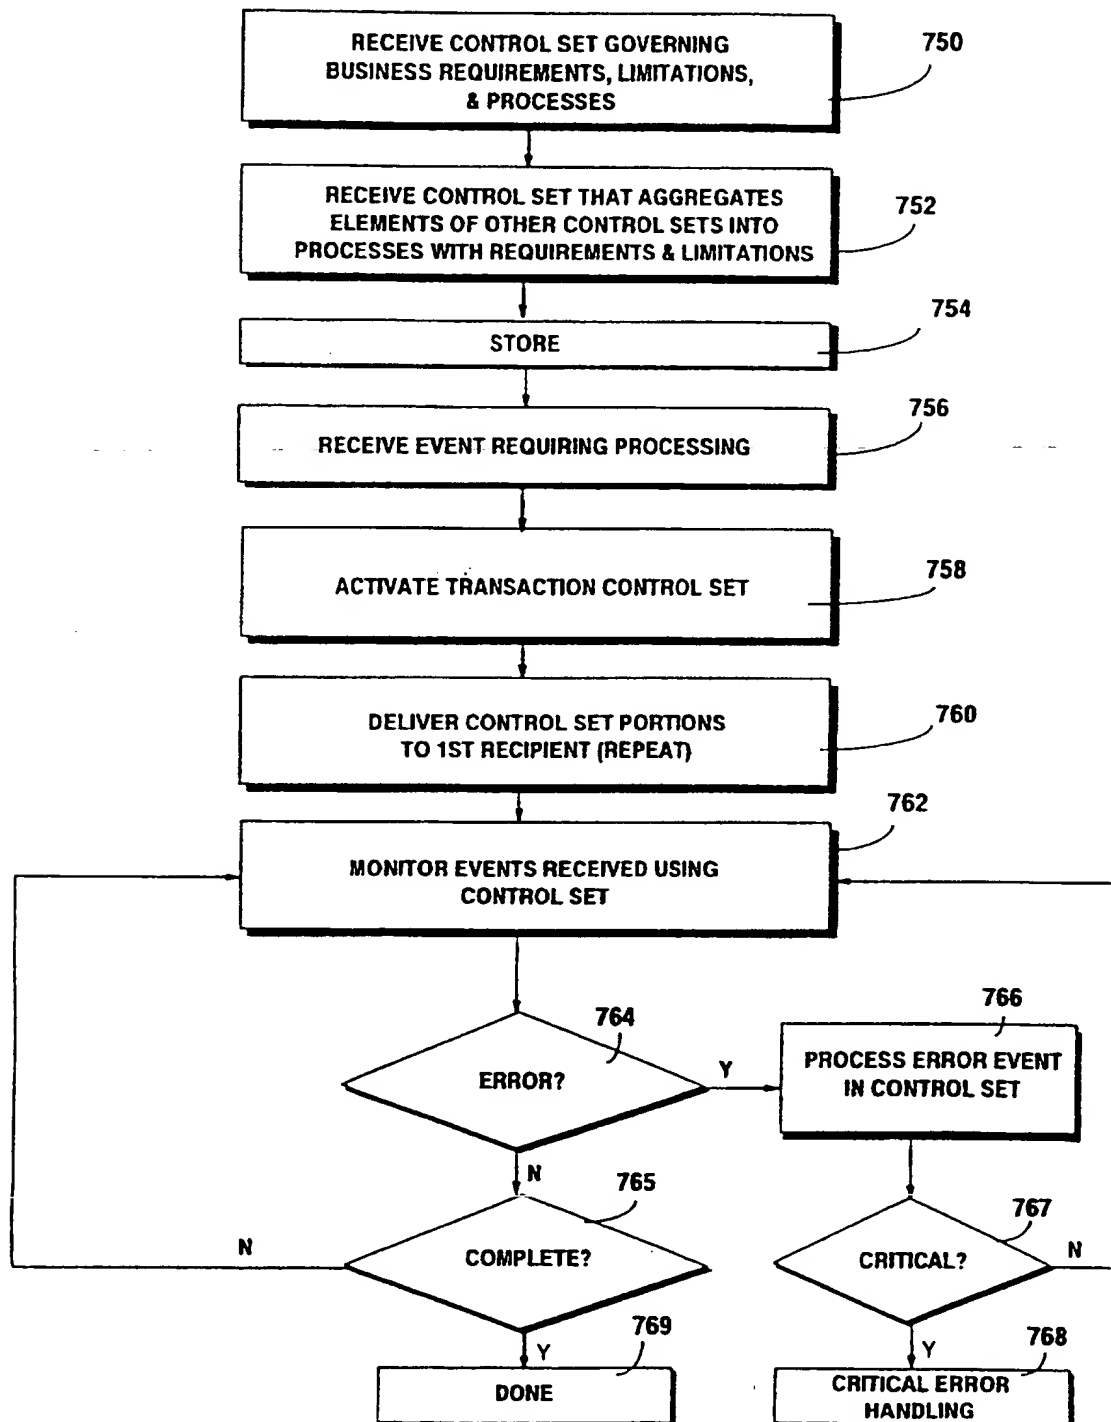 RECEIVE CONTROL SET GOVERNING
BUSINESS REQUIREMENTS, LIMITATIONS,
& PROCESSES
750
RECEIVE CONTROL SET THAT AGGREGATES
ELEMENTS OF OTHER CONTROL SETS INTO
PROCESSES WITH REQUIREMENTS & LIMITATIONS
752
STORE
754
RECEIVE EVENT REQUIRING PROCESSING
756
ACTIVATE TRANSACTION CONTROL SET
758
DELIVER CONTROL SET PORTIONS
TO 1ST RECIPIENT (REPEAT)
760
MONITOR EVENTS RECEIVED USING
CONTROL SET
762
ERROR?
764
Y
PROCESS ERROR EVENT
IN CONTROL SET
766
N
COMPLETE?
765
N
CRITICAL?
767
N
Y
DONE
769
Y
CRITICAL ERROR
HANDLING
768